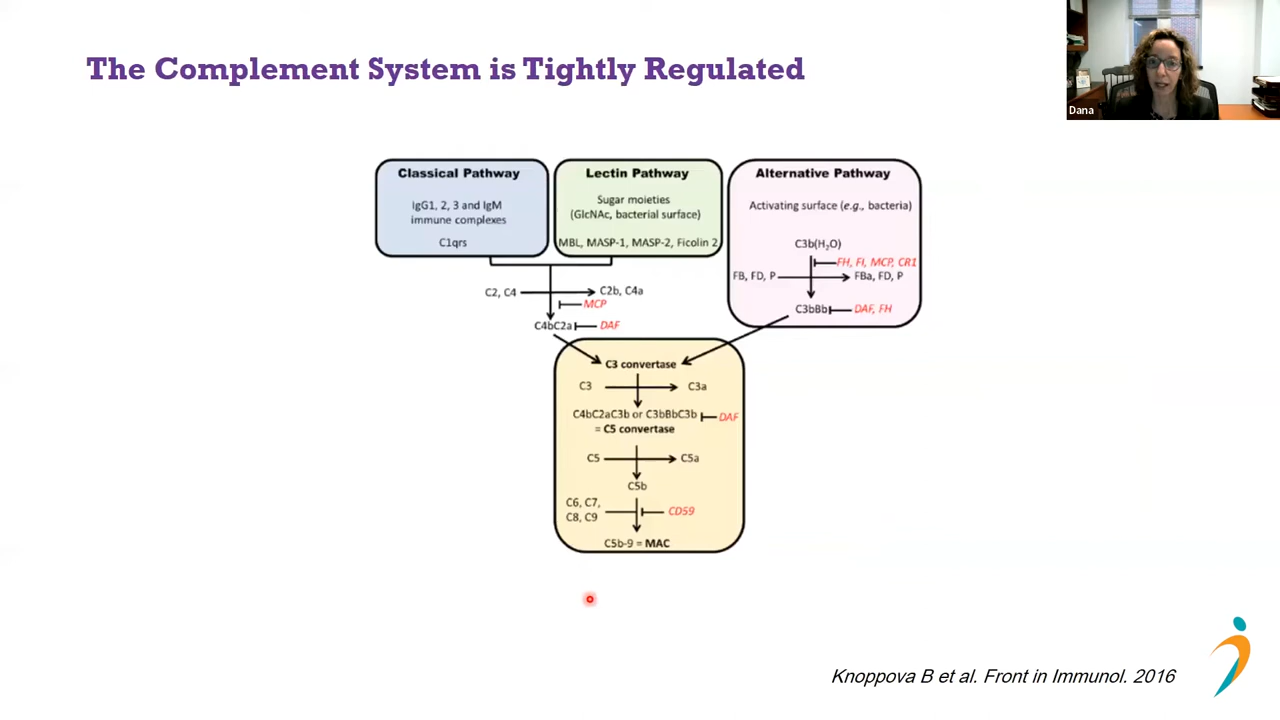 The Complement System is Tightly Regulated
Dana
Classical Pathway
IgG1, 2, 3 and IgM
immune complexes
C1qrs
Lectin Pathway
Sugar moieties
(GlcNAc, bacterial surface)
MBL, MASP-1, MASP-2, Ficolin 2
Alternative Pathway
Activating surface (e.g., bacteria)
C3b(H₂O)
FH, FI, MCP, CR1
FB, FD, P
FBa, FD, P
C3bBb
DAF, FH
C2, C4
C2b, C4a
MCP
C4bC2a
DAF
C3 convertase
C3
C3a
C4bC2aC3b or C3bBbC3b
DAF
= C5 convertase
C5
C5a
C5b
C6, C7,
C8, C9
CD59
C5b-9 = MAC
Knoppova B et al. Front in Immunol. 2016